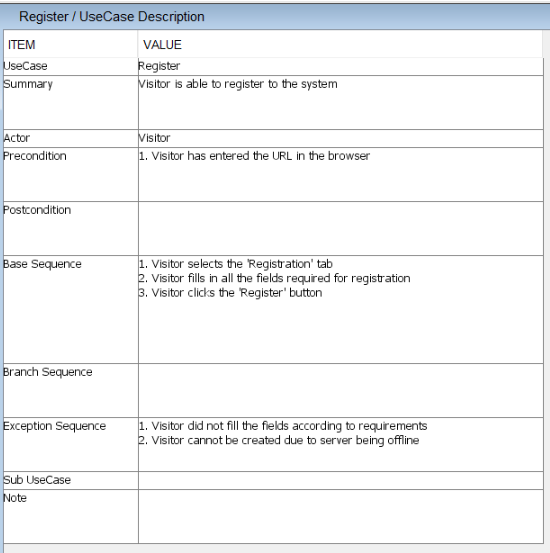 Register / UseCase Description
ITEM VALUE
UseCase Register
Summary Visitor is able to register to the system
Actor Visitor
Precondition 1. Visitor has entered the URL in the browser
Postcondition
Base Sequence 1. Visitor selects the 'Registration' tab
2. Visitor fills in all the fields required for registration
3. Visitor clicks the 'Register' button
Branch Sequence
Exception Sequence 1. Visitor did not fill the fields according to requirements
2. Visitor cannot be created due to server being offline
Sub UseCase
Note